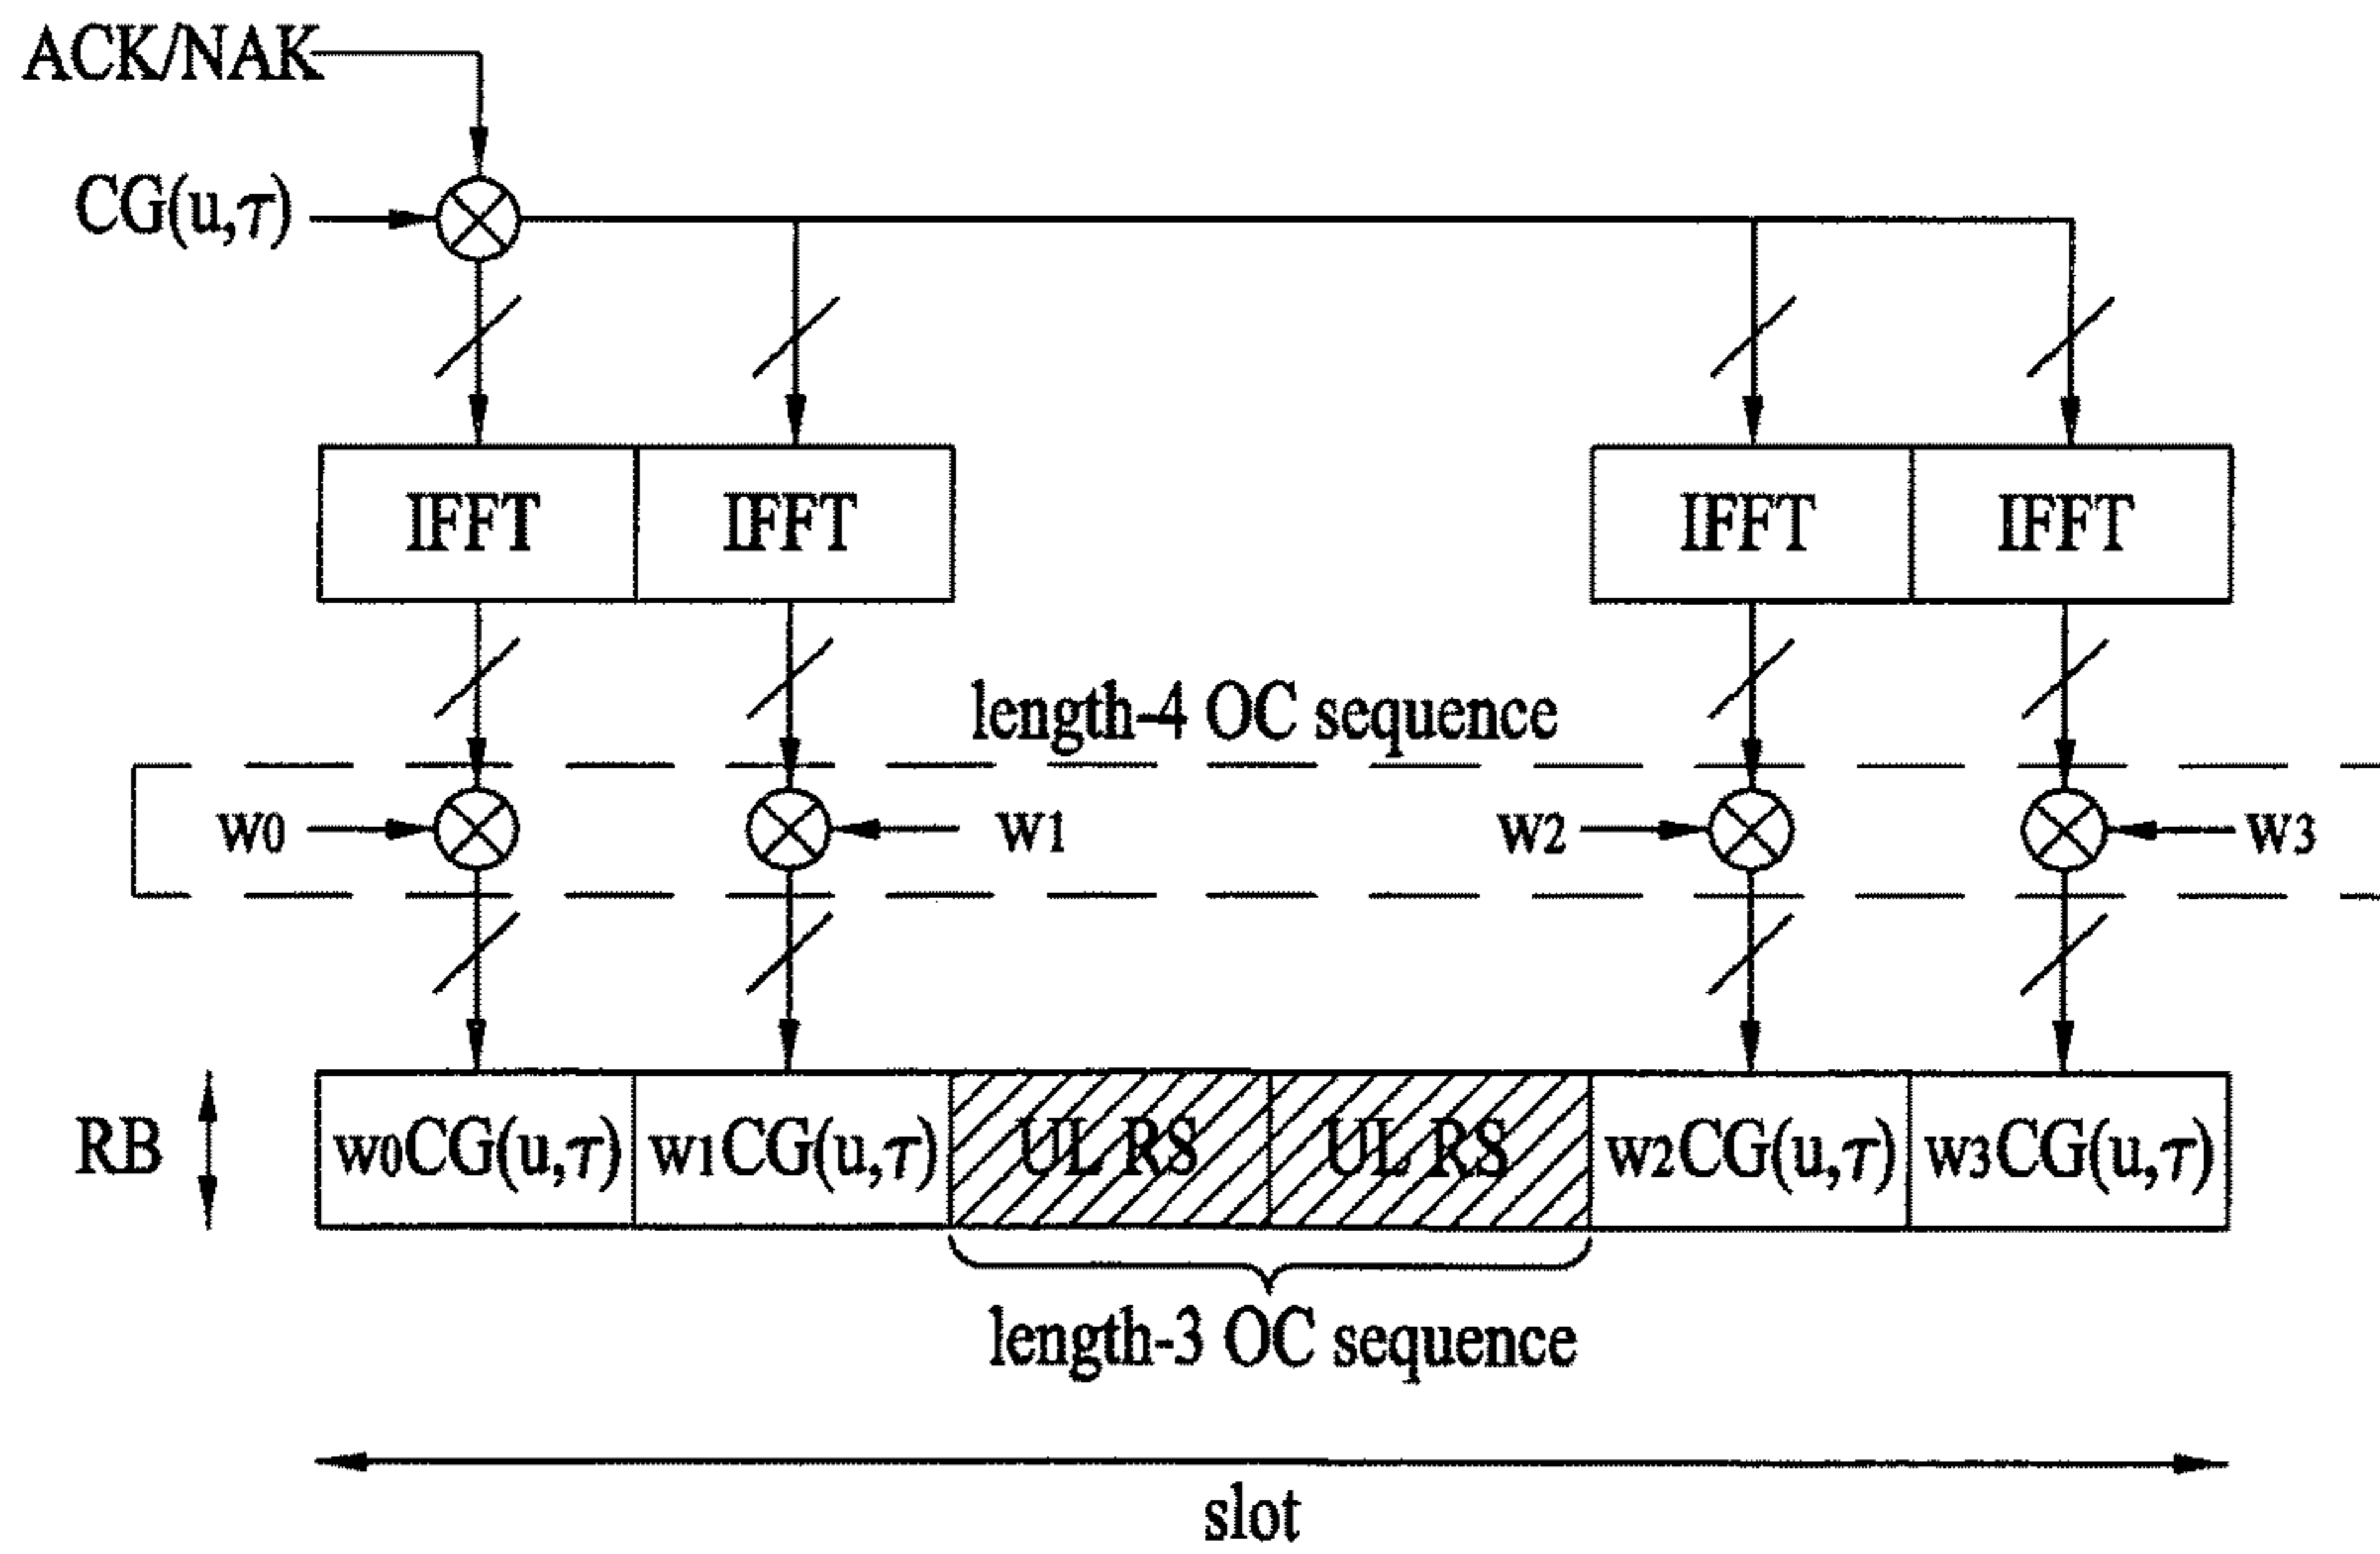 ACK/NAK
CG(u,τ)
IFFT IFFT IFFT IFFT
length-4 OC sequence
w0 w1 w2 w3
RB w0CG(u,τ) w1CG(u,τ) UL RS UL RS w2CG(u,τ) w3CG(u,τ)
length-3 OC sequence
slot